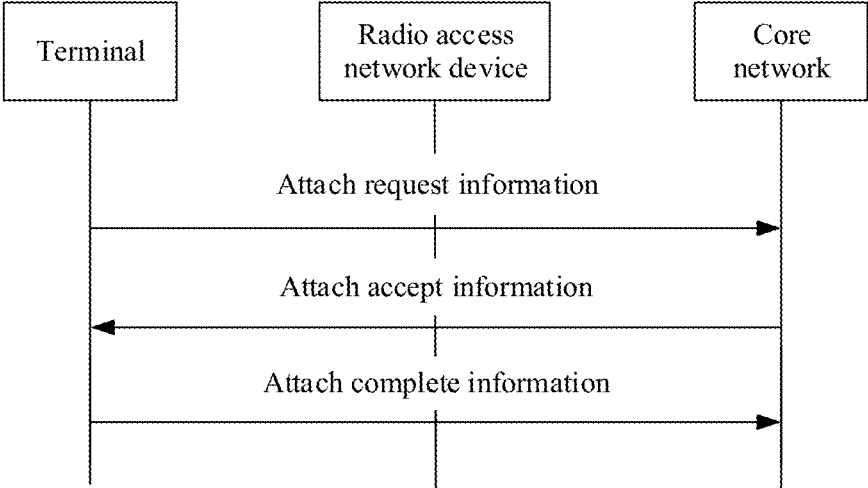 Terminal
Radio access
network device
Core
network
Attach request information
Attach accept information
Attach complete information